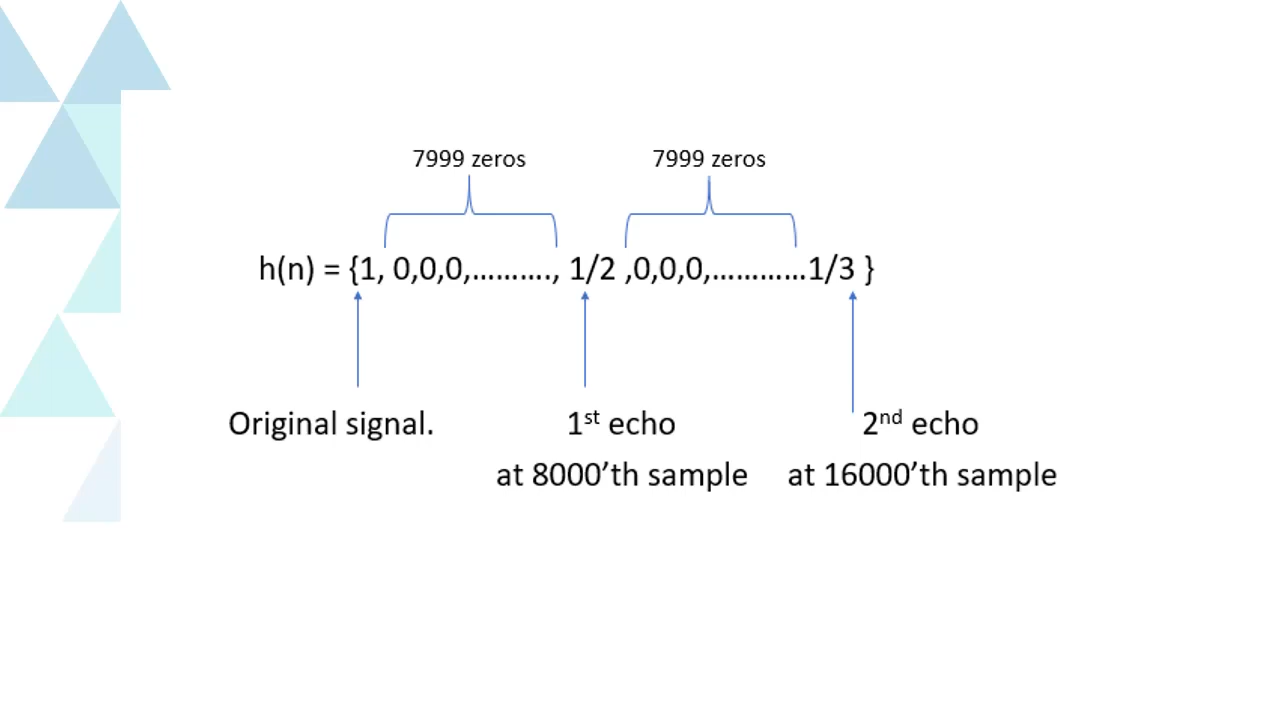 7999 zeros 7999 zeros
h(n) = {1, 0,0,0,………., 1/2 ,0,0,0,…………1/3 }
Original signal. 1st echo 2nd echo
at 8000’th sample at 16000’th sample